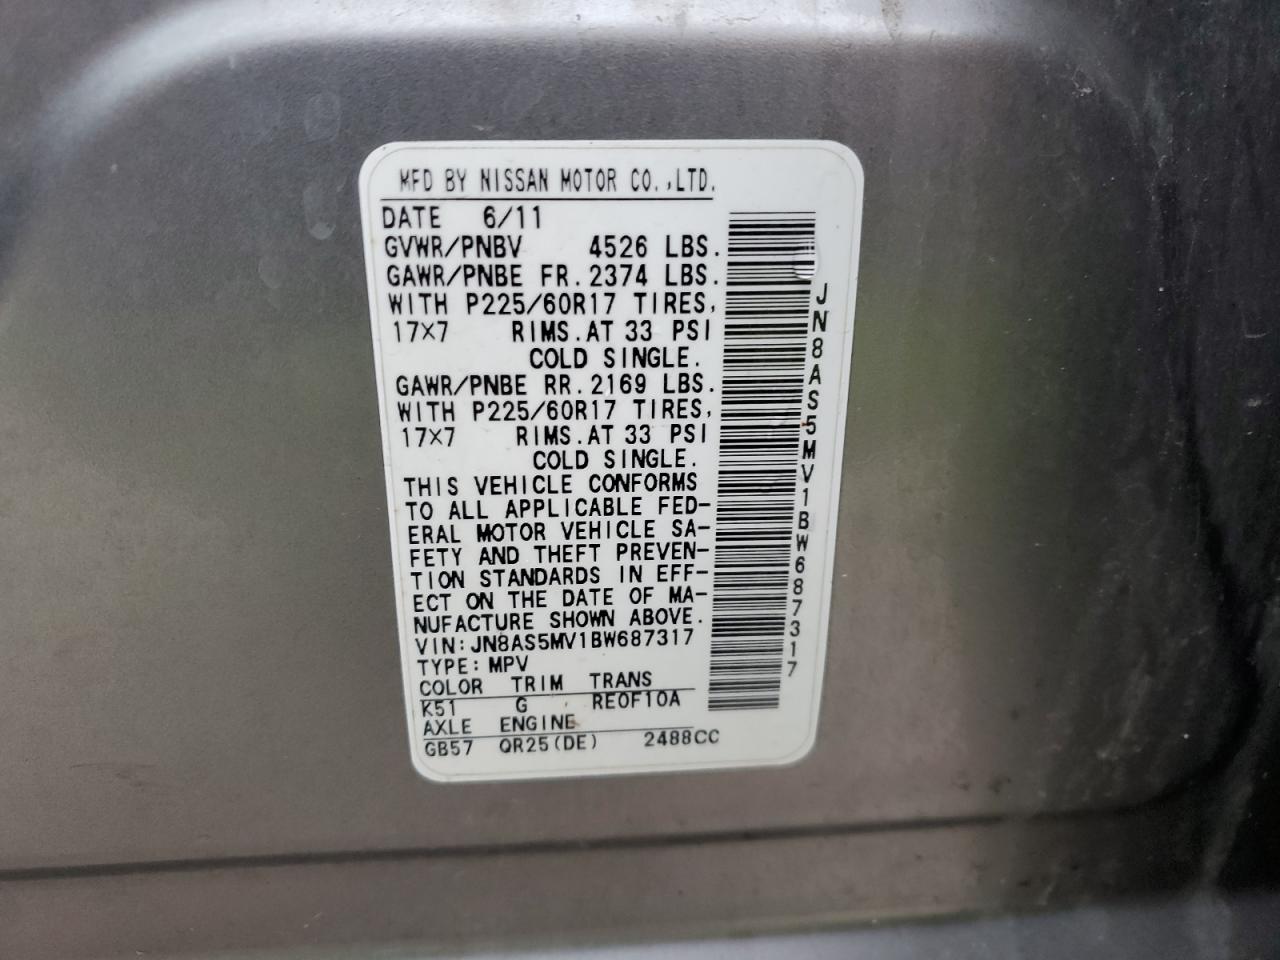 MFD BY NISSAN MOTOR CO.,LTD.
DATE 6/11
GVWR/PNBV 4526 LBS.
GAWR/PNBE FR.2374 LBS.
WITH P225/60R17 TIRES,
17×7 RIMS.AT 33 PSI
COLD SINGLE.
GAWR/PNBE RR.2169 LBS.
WITH P225/60R17 TIRES,
17×7 RIMS.AT 33 PSI
COLD SINGLE.
THIS VEHICLE CONFORMS
TO ALL APPLICABLE FED-
ERAL MOTOR VEHICLE SA-
FETY AND THEFT PREVEN-
TION STANDARDS IN EFF-
ECT ON THE DATE OF MA-
NUFACTURE SHOWN ABOVE.
VIN:JN8AS5MV1BW687317
TYPE:MPV
COLOR TRIM TRANS
K51 G RE0F10A
AXLE ENGINE
GB57 QR25(DE) 2488CC
JN8AS5MV1BW687317